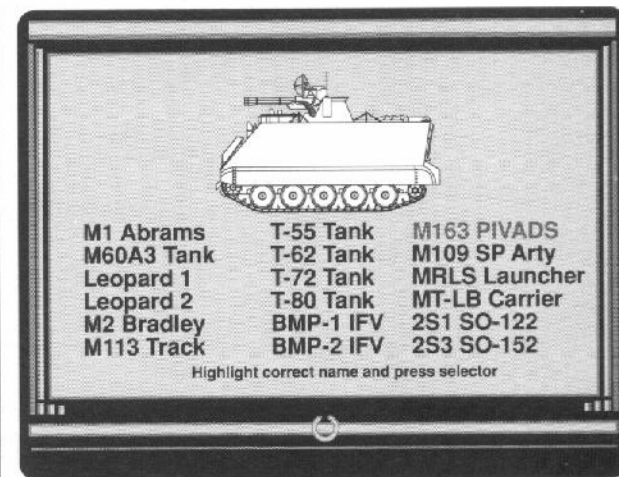 M1 Abrams T-55 Tank M163 PIVADS
M60A3 Tank T-62 Tank M109 SP Arty
Leopard 1 T-72 Tank MRLS Launcher
Leopard 2 T-80 Tank MT-LB Carrier
M2 Bradley BMP-1 IFV 2S1 SO-122
M113 Track BMP-2 IFV 2S3 SO-152
Highlight correct name and press selector